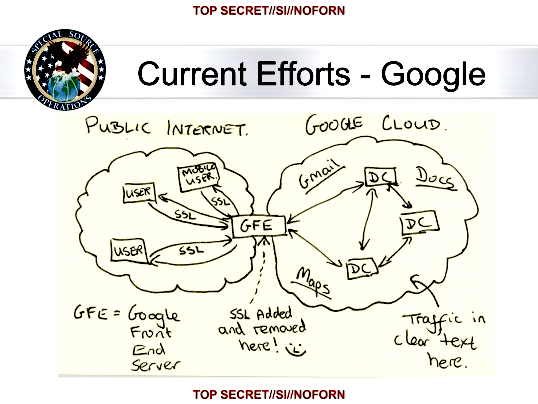 TOP SECRET//SI//NOFORN
SPECIAL SOURCE
OPERATIONS
Current Efforts - Google
PUBLIC INTERNET.
GOOGLE CLOUD.
MOBILE
USER
USER
SSL
SSL
USER
SSL
GFE
GMail
DC
Docs
DC
Maps
DC
GFE = Google
Front
End
Server
SSL Added
and removed
here!
Traffic in
clear text
here.
TOP SECRET//SI//NOFORN